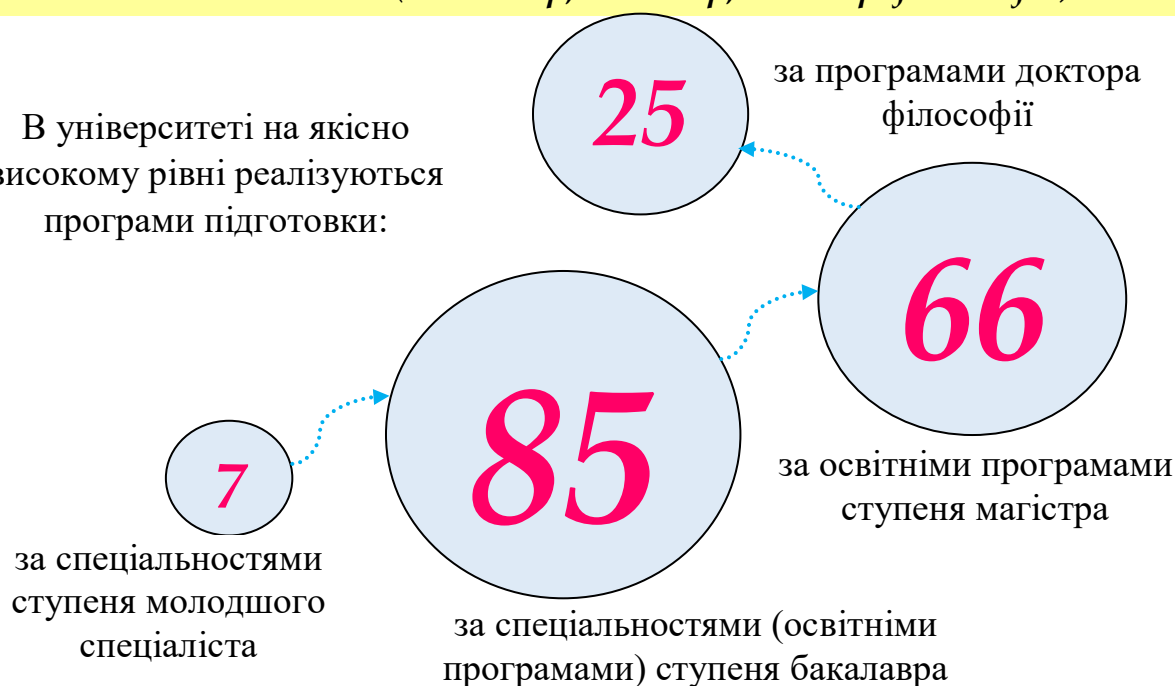 В університеті на якісно
високому рівні реалізуються
програми підготовки:
25
за програмами доктора
філософії
66
за освітніми програмами
ступеня магістра
85
за спеціальностями (освітніми
програмами) ступеня бакалавра
7
за спеціальностями
ступеня молодшого
спеціаліста